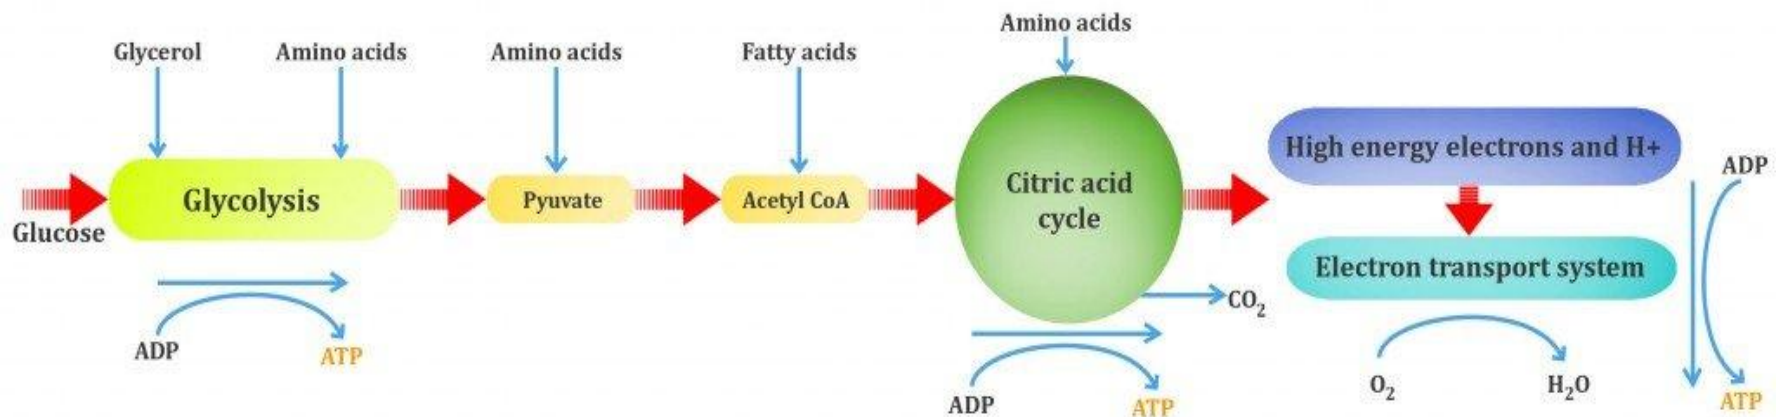 Glycerol
Amino acids
Amino acids
Fatty acids
Amino acids
Glucose
Glycolysis
Pyuvate
Acetyl CoA
Citric acid
cycle
High energy electrons and H+
Electron transport system
ADP
ATP
ADP
ATP
CO₂
O₂
H₂O
ADP
ATP